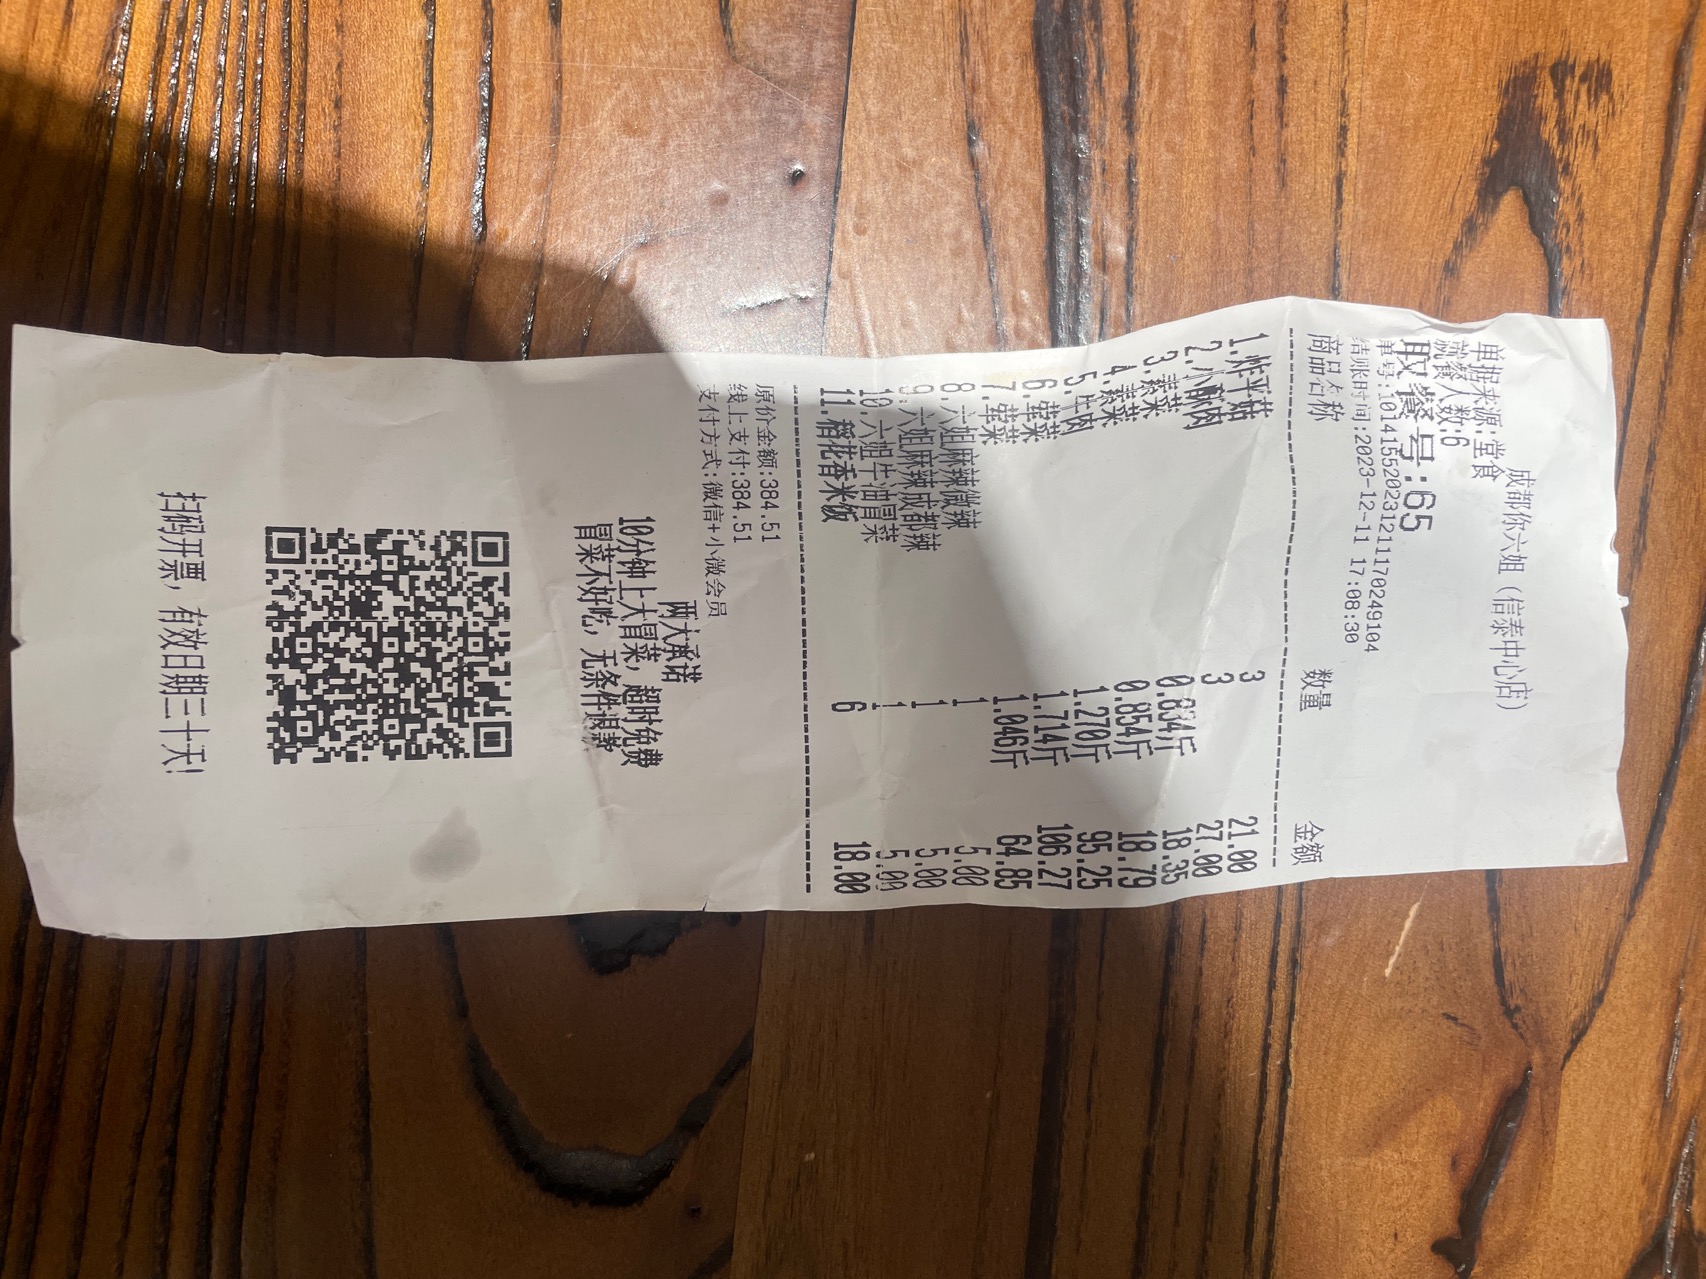 成都你六姐（信泰中心店）
单据来源:堂食
就餐人数:6
取餐号:65
单号:10141552023121117024 9104
结账时间:2023-12-11 17:08:30
商品名称 数量 金额
1.炸平菇 3 21.00
2.小酥肉 3 27.00
3.素菜 0.834斤 18.35
4.素菜 0.854斤 18.79
5.牛肉 1.270斤 95.25
6.荤菜 1.714斤 106.27
7.荤菜 1.046斤 64.85
8.六姐麻辣微辣 1 5.00
9.六姐麻辣成都辣 1 5.00
10.六姐牛油冒菜 1 5.00
11.稻花香米饭 6 18.00
原价金额:384.51
线上支付:384.51
支付方式:微信+小微会员
两大承诺
10分钟上大冒菜，超时免费
冒菜不好吃，无条件退款
扫码开票，有效日期三十天!